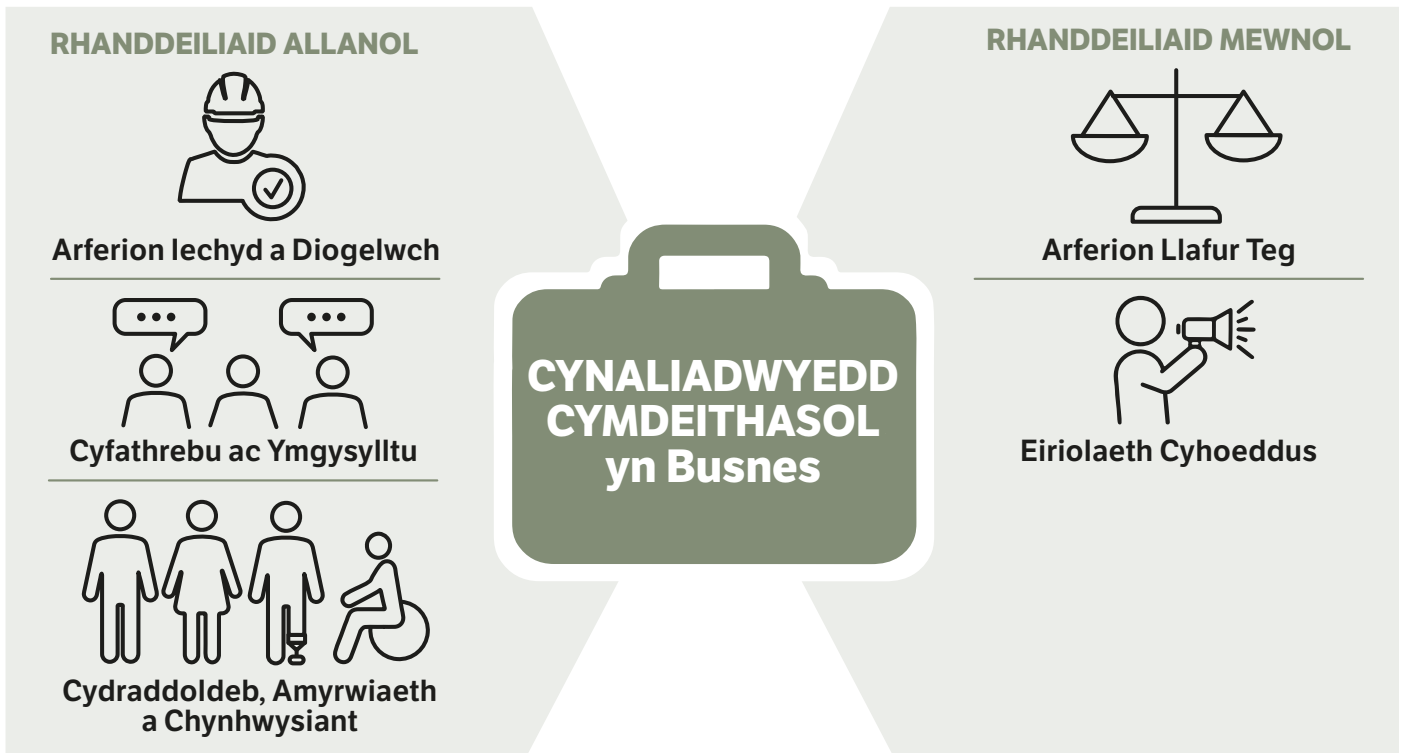 RHANDDEILIAID ALLANOL
Arferion Iechyd a Diogelwch
Cyfathrebu ac Ymgysylltu
Cydraddoldeb, Amyrwiaeth
a Chynhwysiant
CYNALIADWYEDD
CYMDEITHASOL
yn Busnes
RHANDDEILIAID MEWNOL
Arferion Llafur Teg
Eiriolaeth Cyhoeddus